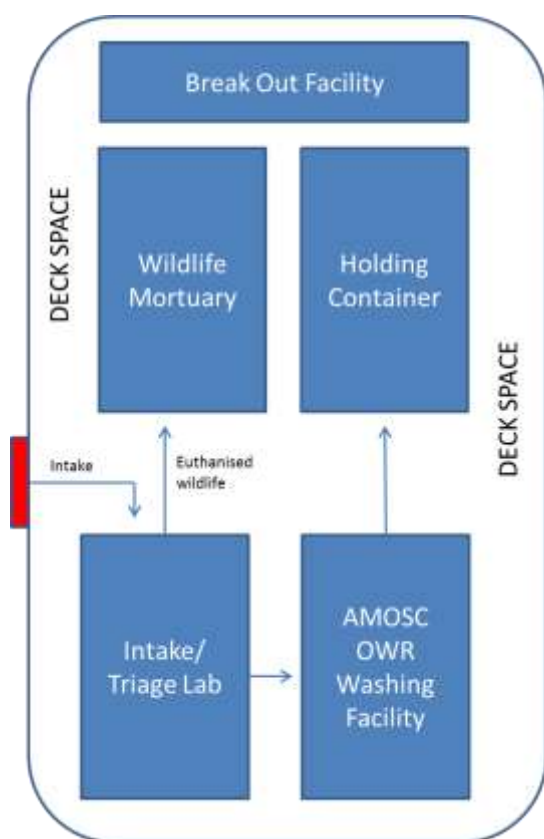 Break Out Facility
DECK SPACE
Wildlife
Mortuary
Holding
Container
DECK SPACE
Intake
Euthanised
wildlife
Intake/
Triage Lab
AMOSC
OWR
Washing
Facility